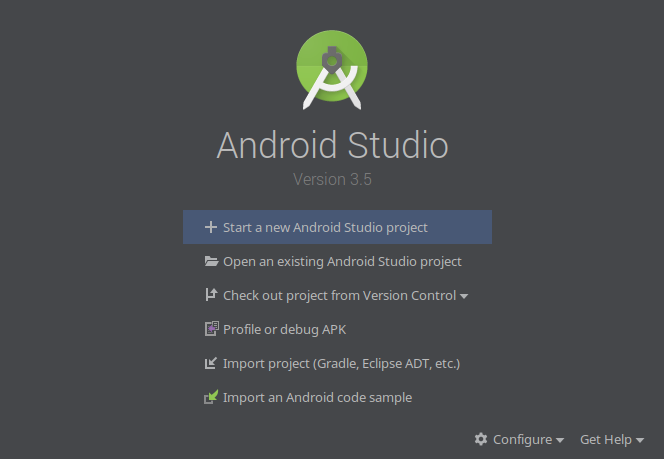 Android Studio
Version 3.5
Start a new Android Studio project
Open an existing Android Studio project
Check out project from Version Control
Profile or debug APK
Import project (Gradle, Eclipse ADT, etc.)
Import an Android code sample
Configure Get Help